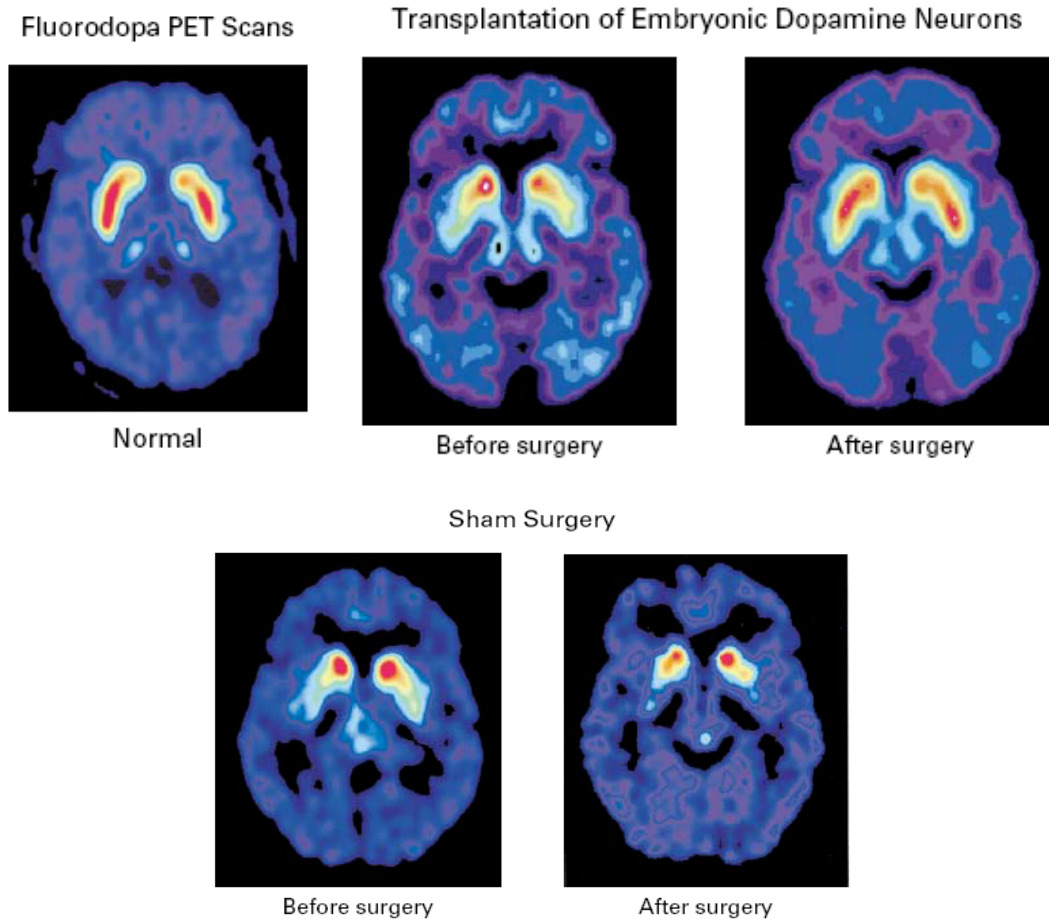 Fluorodopa PET Scans
Transplantation of Embryonic Dopamine Neurons
Normal
Before surgery
After surgery
Sham Surgery
Before surgery
After surgery